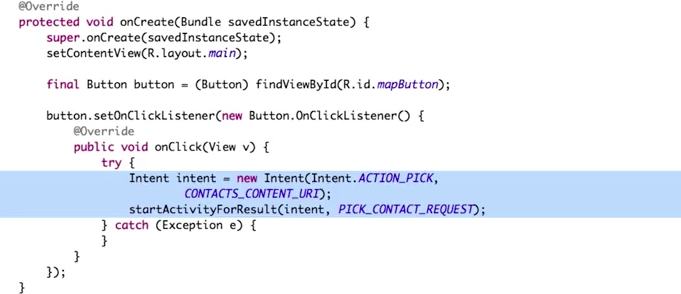 @Override
protected void onCreate(Bundle savedInstanceState) {
super.onCreate(savedInstanceState);
setContentView(R.layout.main);
final Button button = (Button) findViewById(R.id.mapButton);
button.setOnClickListener(new Button.OnClickListener() {
@Override
public void onClick(View v) {
try {
Intent intent = new Intent(Intent.ACTION_PICK,
CONTACTS_CONTENT_URI);
startActivityForResult(intent, PICK_CONTACT_REQUEST);
} catch (Exception e) {
}
}
});
}